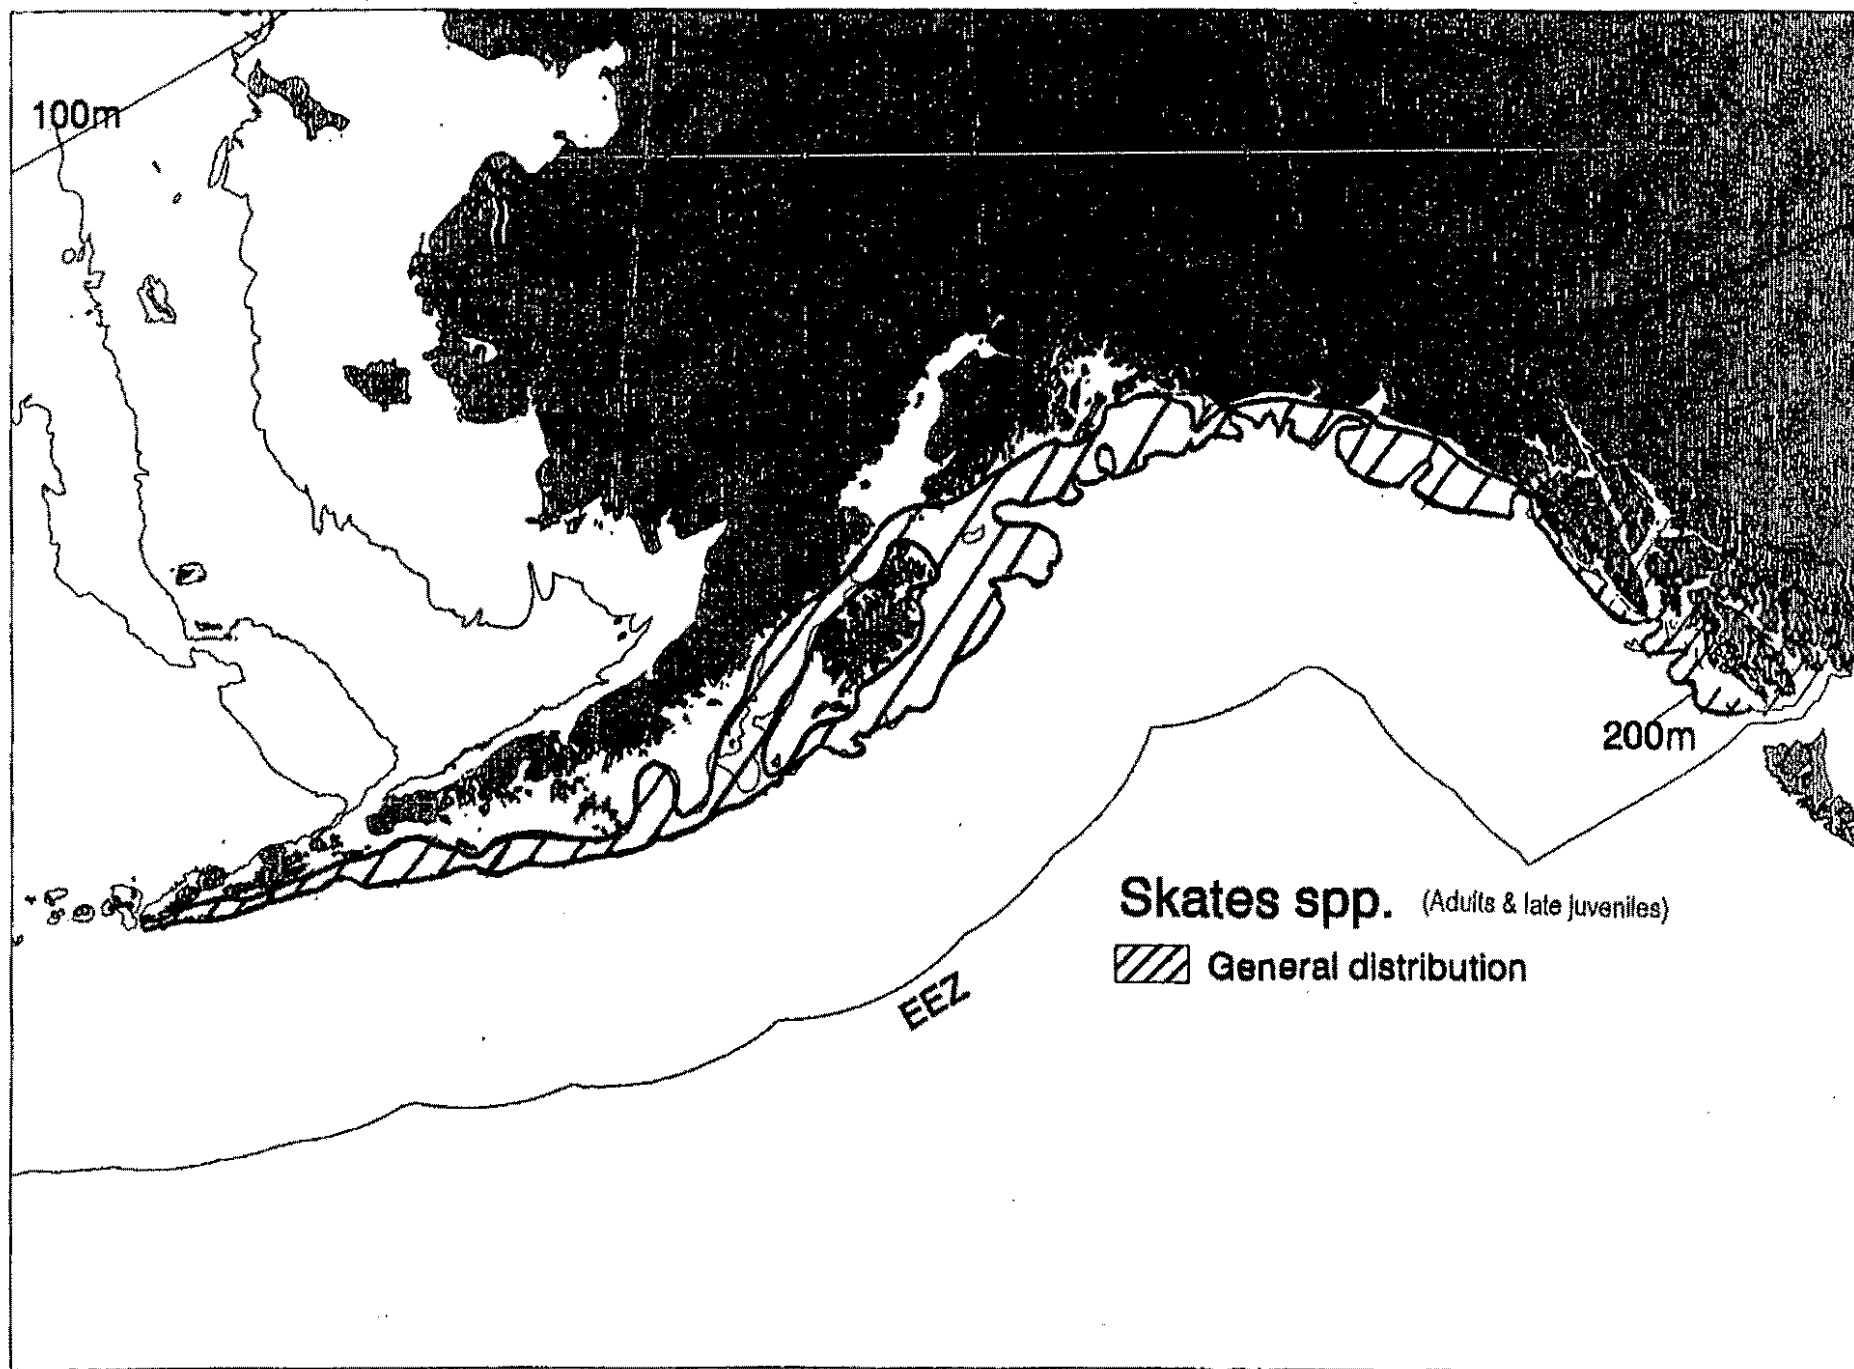 100m
200m
Skates spp. (Adults & late juveniles)
General distribution
EEZ